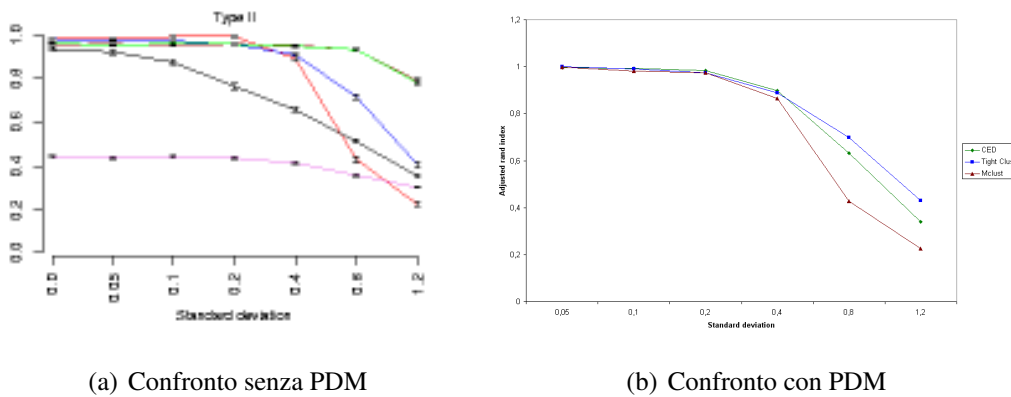 Type II
1.0
0.8
0.6
0.4
0.2
0.0
0.0
0.05
0.1
0.2
0.4
0.8
1.2
Standard deviation
(a) Confronto senza PDM
1,2
1
0,8
0,6
0,4
0,2
0
Adjusted rand index
0,05
0,1
0,2
0,4
0,8
1,2
Standard deviation
CED
Tight Clus
Mclust
(b) Confronto con PDM